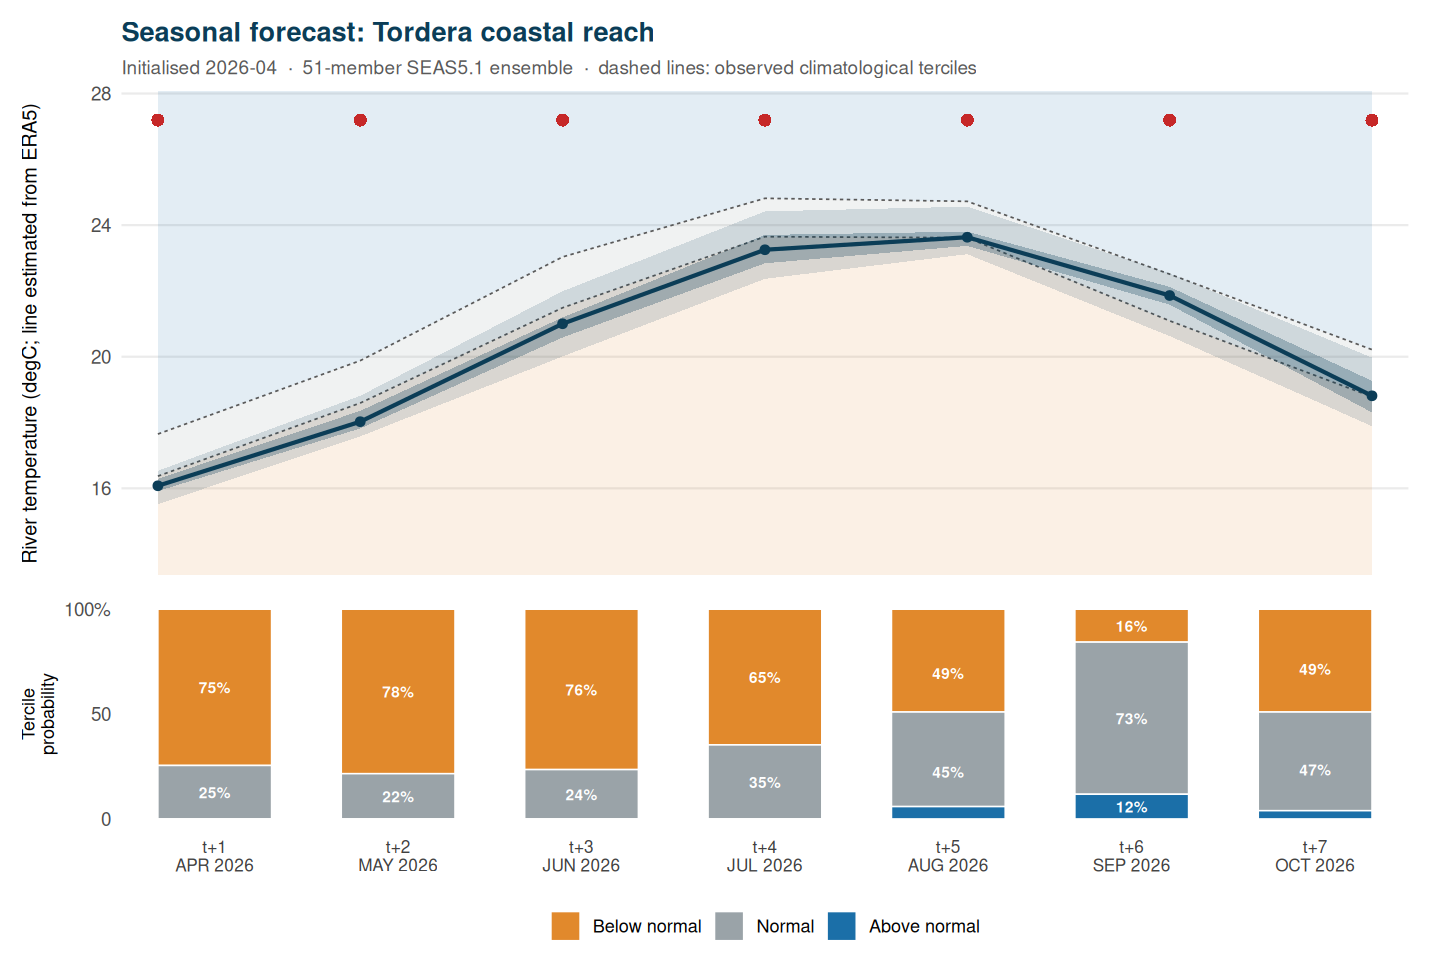 Seasonal forecast: Tordera coastal reach
Initialised 2026-04 · 51-member SEAS5.1 ensemble · dashed lines: observed climatological terciles
River temperature (degC; line estimated from ERA5)
28
24
20
16
Tercile
probability
100%
50
0
75%
78%
76%
65%
49%
16%
49%
25%
22%
24%
35%
45%
73%
47%
12%
t+1
APR 2026
t+2
MAY 2026
t+3
JUN 2026
t+4
JUL 2026
t+5
AUG 2026
t+6
SEP 2026
t+7
OCT 2026
Below normal
Normal
Above normal